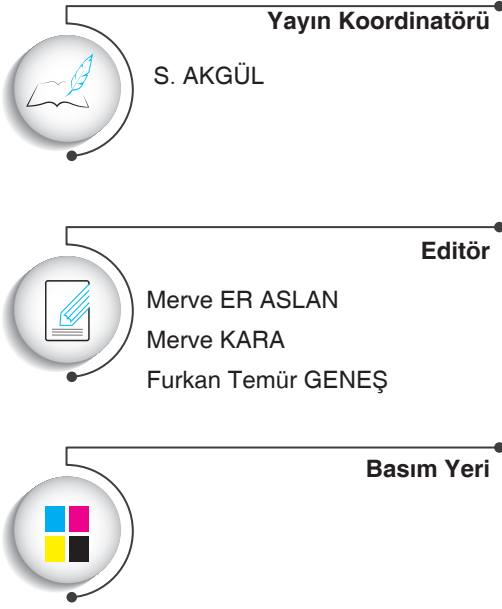 Yayın Koordinatörü
S. AKGÜL
Editör
Merve ER ASLAN
Merve KARA
Furkan Temür GENEŞ
Basım Yeri